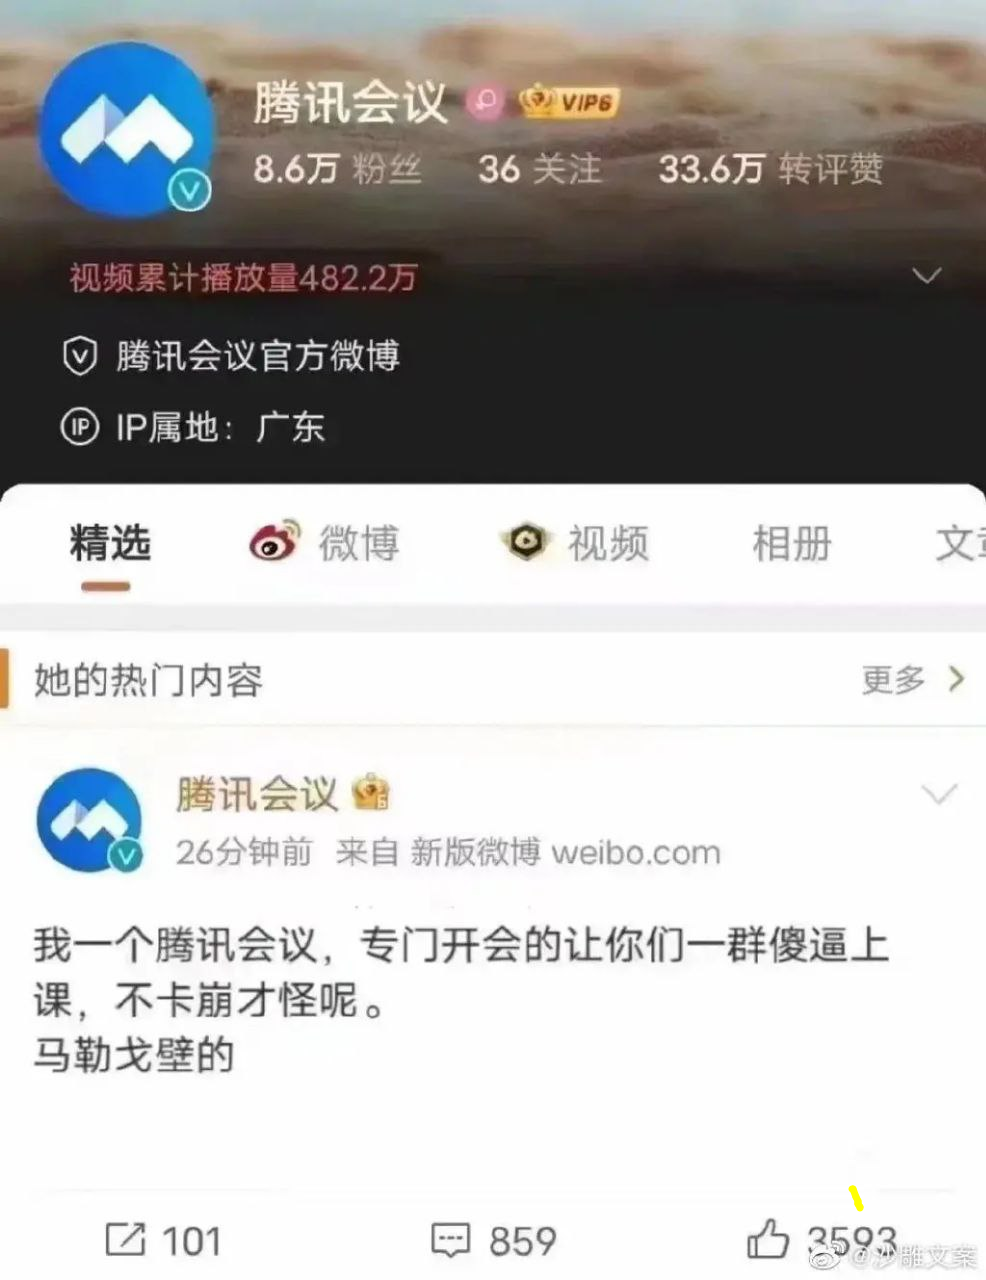 腾讯会议 VIP6
8.6万 粉丝 36 关注 33.6万 转评赞
视频累计播放量482.2万
腾讯会议官方微博
IP IP属地：广东
精选 微博 视频 相册 文章
她的热门内容 更多
腾讯会议 6
26分钟前 来自 新版微博 weibo.com
我一个腾讯会议，专门开会的让你们一群傻逼上
课，不卡崩才怪呢。
马勒戈壁的
101 859 3593
@沙雕文案